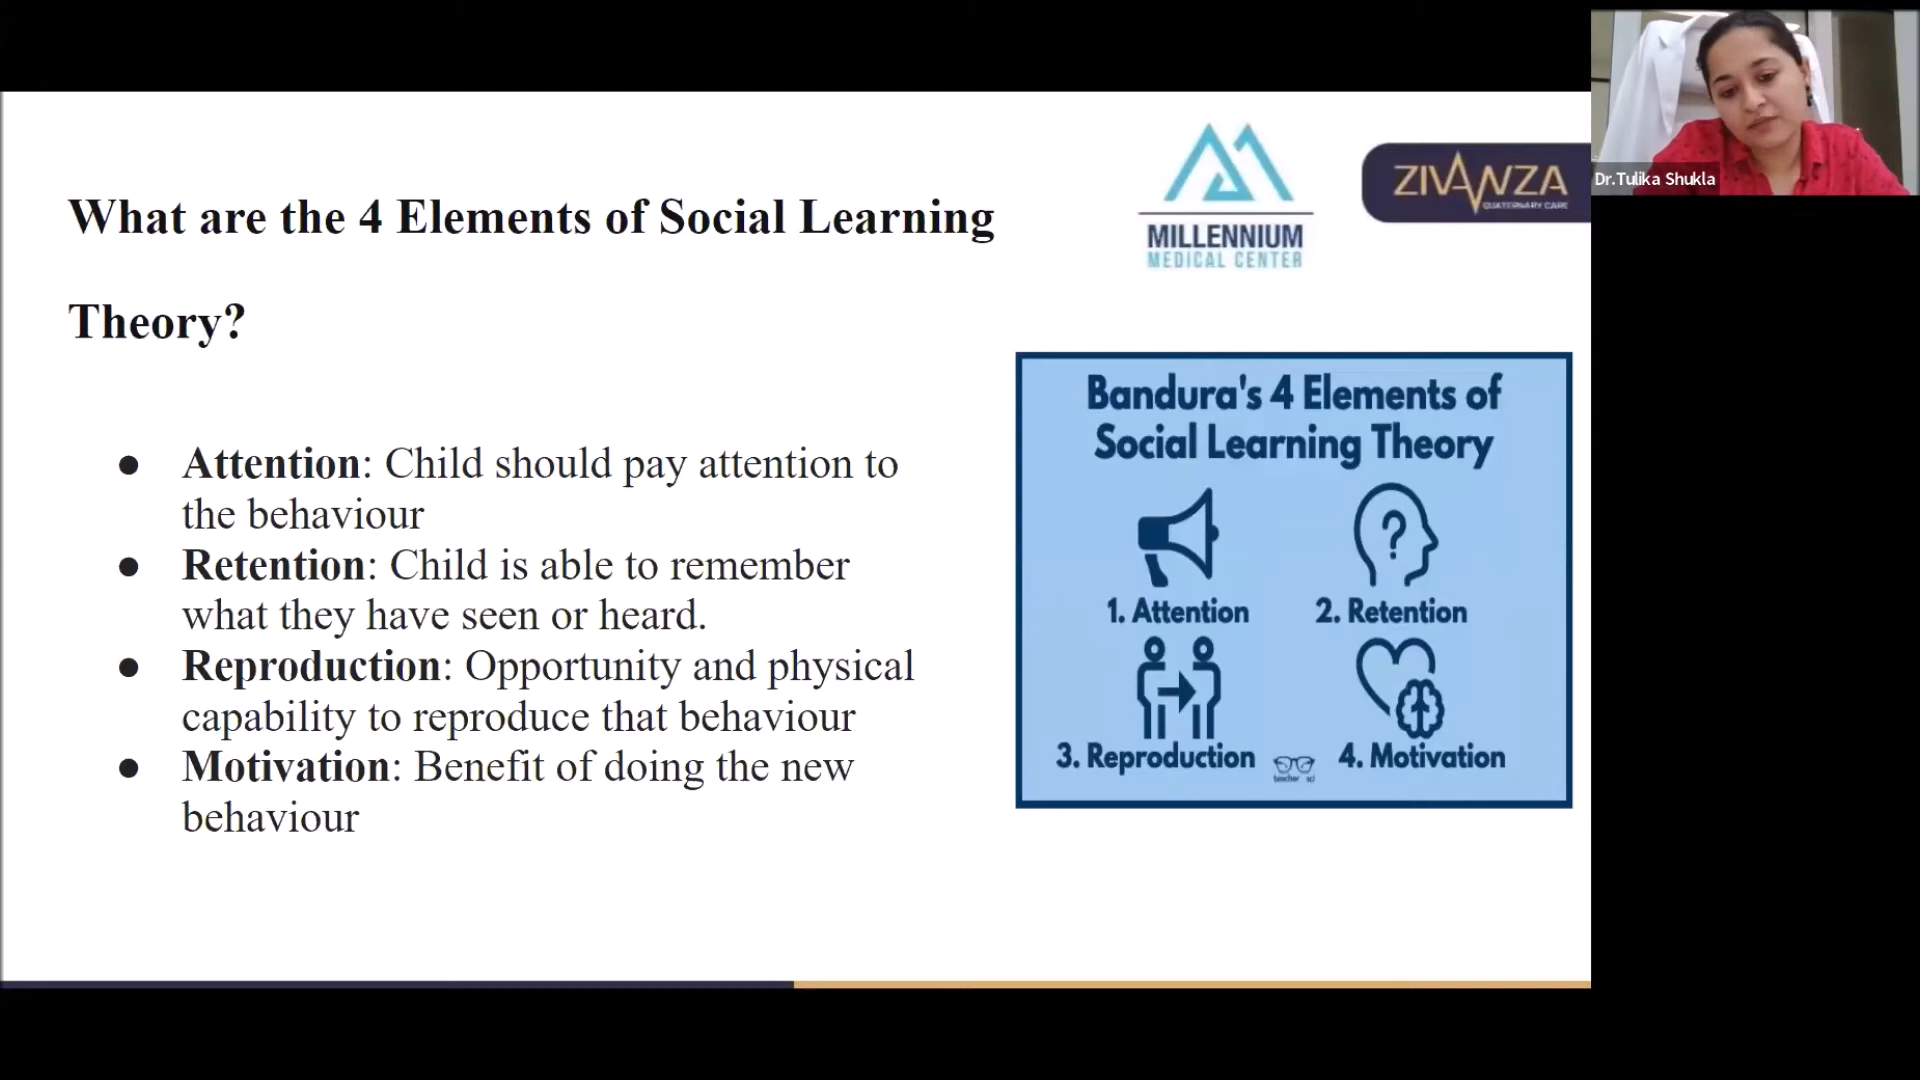 What are the 4 Elements of Social Learning
Theory?
MILLENNIUM
MEDICAL CENTER
ZIVANZA
QUATERNARY CARE
Dr.Tulika Shukla
● Attention: Child should pay attention to
the behaviour
● Retention: Child is able to remember
what they have seen or heard.
● Reproduction: Opportunity and physical
capability to reproduce that behaviour
● Motivation: Benefit of doing the new
behaviour
Bandura's 4 Elements of
Social Learning Theory
?
1. Attention
2. Retention
3. Reproduction
4. Motivation
teacher sci